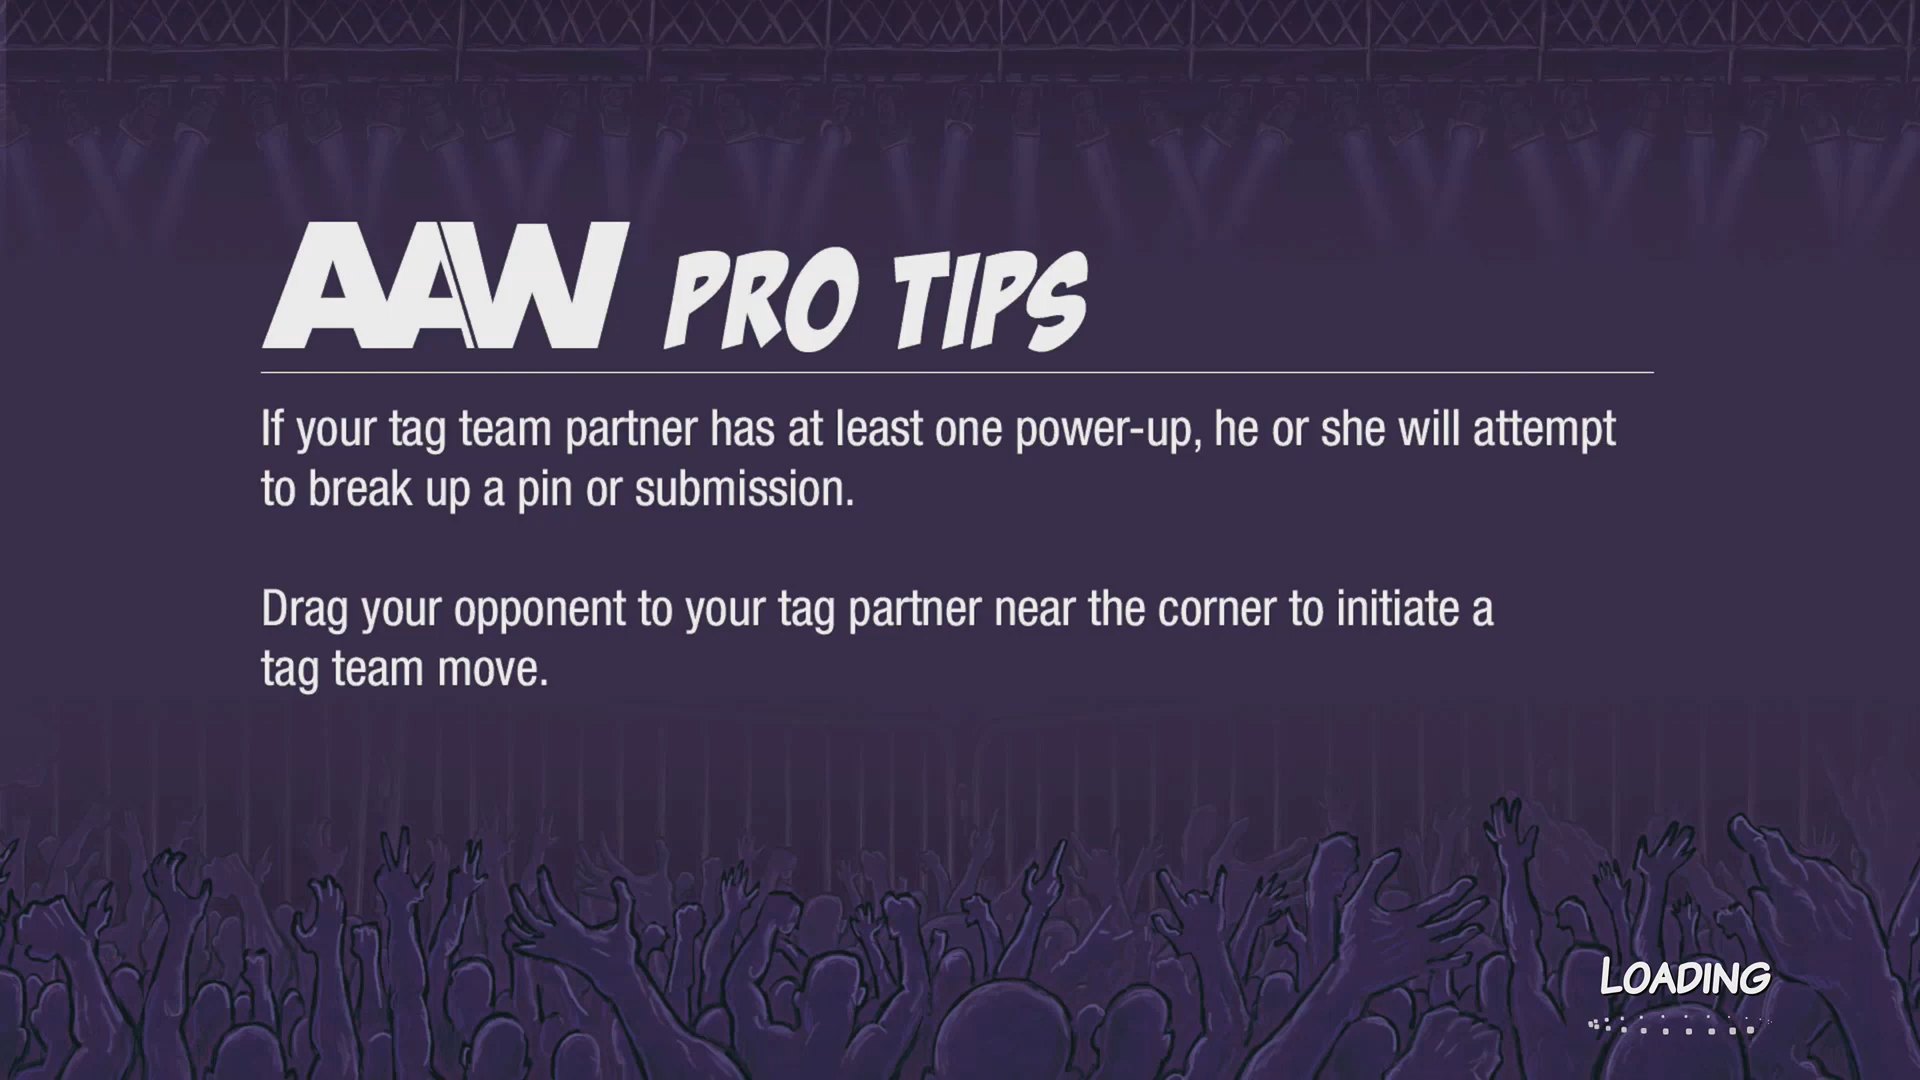 AAW PRO TIPS
If your tag team partner has at least one power-up, he or she will attempt
to break up a pin or submission.
Drag your opponent to your tag partner near the corner to initiate a
tag team move.
LOADING